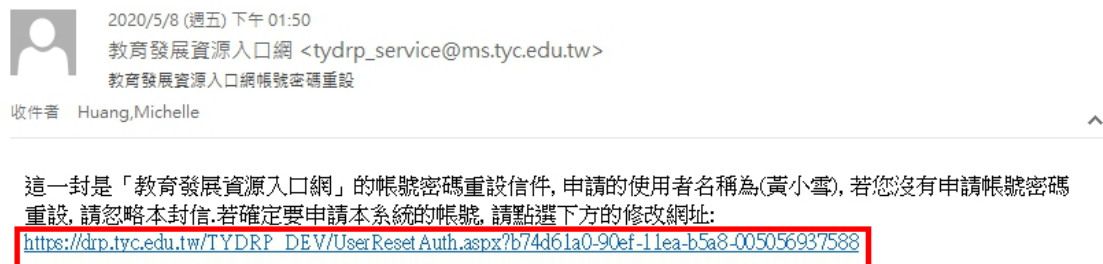 2020/5/8 (週五) 下午 01:50
教育發展資源入口網 <tydrp_service@ms.tyc.edu.tw>
教育發展資源入口網帳號密碼重設
收件者 Huang,Michelle
這一封是「教育發展資源入口網」的帳號密碼重設信件, 申請的使用者名稱為(黃小雪), 若您沒有申請帳號密碼
重設, 請忽略本封信.若確定要申請本系統的帳號, 請點選下方的修改網址:
https://drp.tyc.edu.tw/TYDRP_DEV/UserResetAuth.aspx?b74d61a0-90ef-11ea-b5a8-005056937588